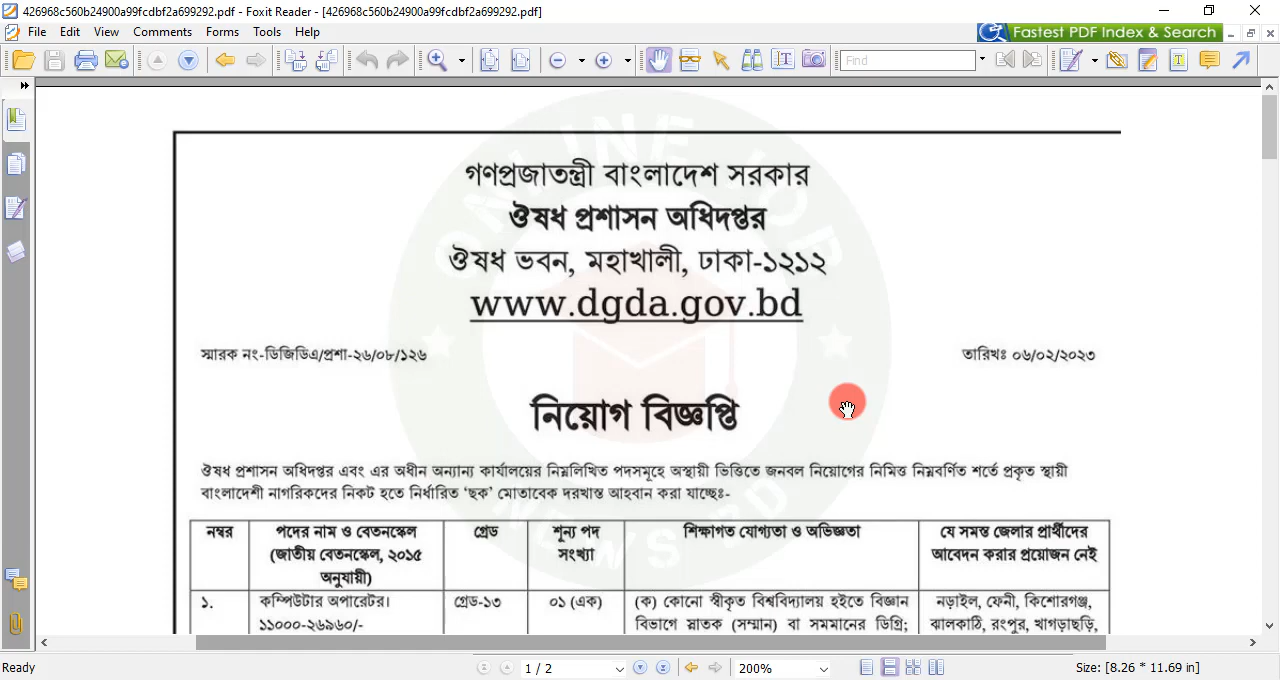 426968c560b24900a99fcdbf2a699292.pdf - Foxit Reader - [426968c560b24900a99fcdbf2a699292.pdf]
File Edit View Comments Forms Tools Help
Fastest PDF Index & Search
Find
ONLINE JOB
গণপ্রজাতন্ত্রী বাংলাদেশ সরকার
ঔষধ প্রশাসন অধিদপ্তর
ঔষধ ভবন, মহাখালী, ঢাকা-১২১২
www.dgda.gov.bd
স্মারক নং-ডিজিডিএ/প্রশা-২৬/০৮/১২৬
তারিখঃ ০৬/০২/২০২৩
নিয়োগ বিজ্ঞপ্তি
ঔষধ প্রশাসন অধিদপ্তর এবং এর অধীন অন্যান্য কার্যালয়ের নিম্নলিখিত পদসমূহে অস্থায়ী ভিত্তিতে জনবল নিয়োগের নিমিত্ত নিম্নবর্ণিত শর্তে প্রকৃত স্থায়ী
বাংলাদেশী নাগরিকদের নিকট হতে নির্ধারিত ‘ছক’ মোতাবেক দরখাস্ত আহবান করা যাচ্ছেঃ-
NEWS BD
নম্বর
পদের নাম ও বেতনস্কেল
(জাতীয় বেতনস্কেল, ২০১৫
অনুযায়ী)
গ্রেড
শূন্য পদ
সংখ্যা
শিক্ষাগত যোগ্যতা ও অভিজ্ঞতা
যে সমস্ত জেলার প্রার্থীদের
আবেদন করার প্রয়োজন নেই
১.
কম্পিউটার অপারেটর।
১১০০০-২৬৯৬০/-
গ্রেড-১৩
০১ (এক)
(ক) কোনো স্বীকৃত বিশ্ববিদ্যালয় হইতে বিজ্ঞান
বিভাগে স্নাতক (সম্মান) বা সমমানের ডিগ্রি;
নড়াইল, ফেনী, কিশোরগঞ্জ,
ঝালকাঠি, রংপুর, খাগড়াছড়ি,
Ready
1 / 2
200%
Size: [8.26 * 11.69 in]